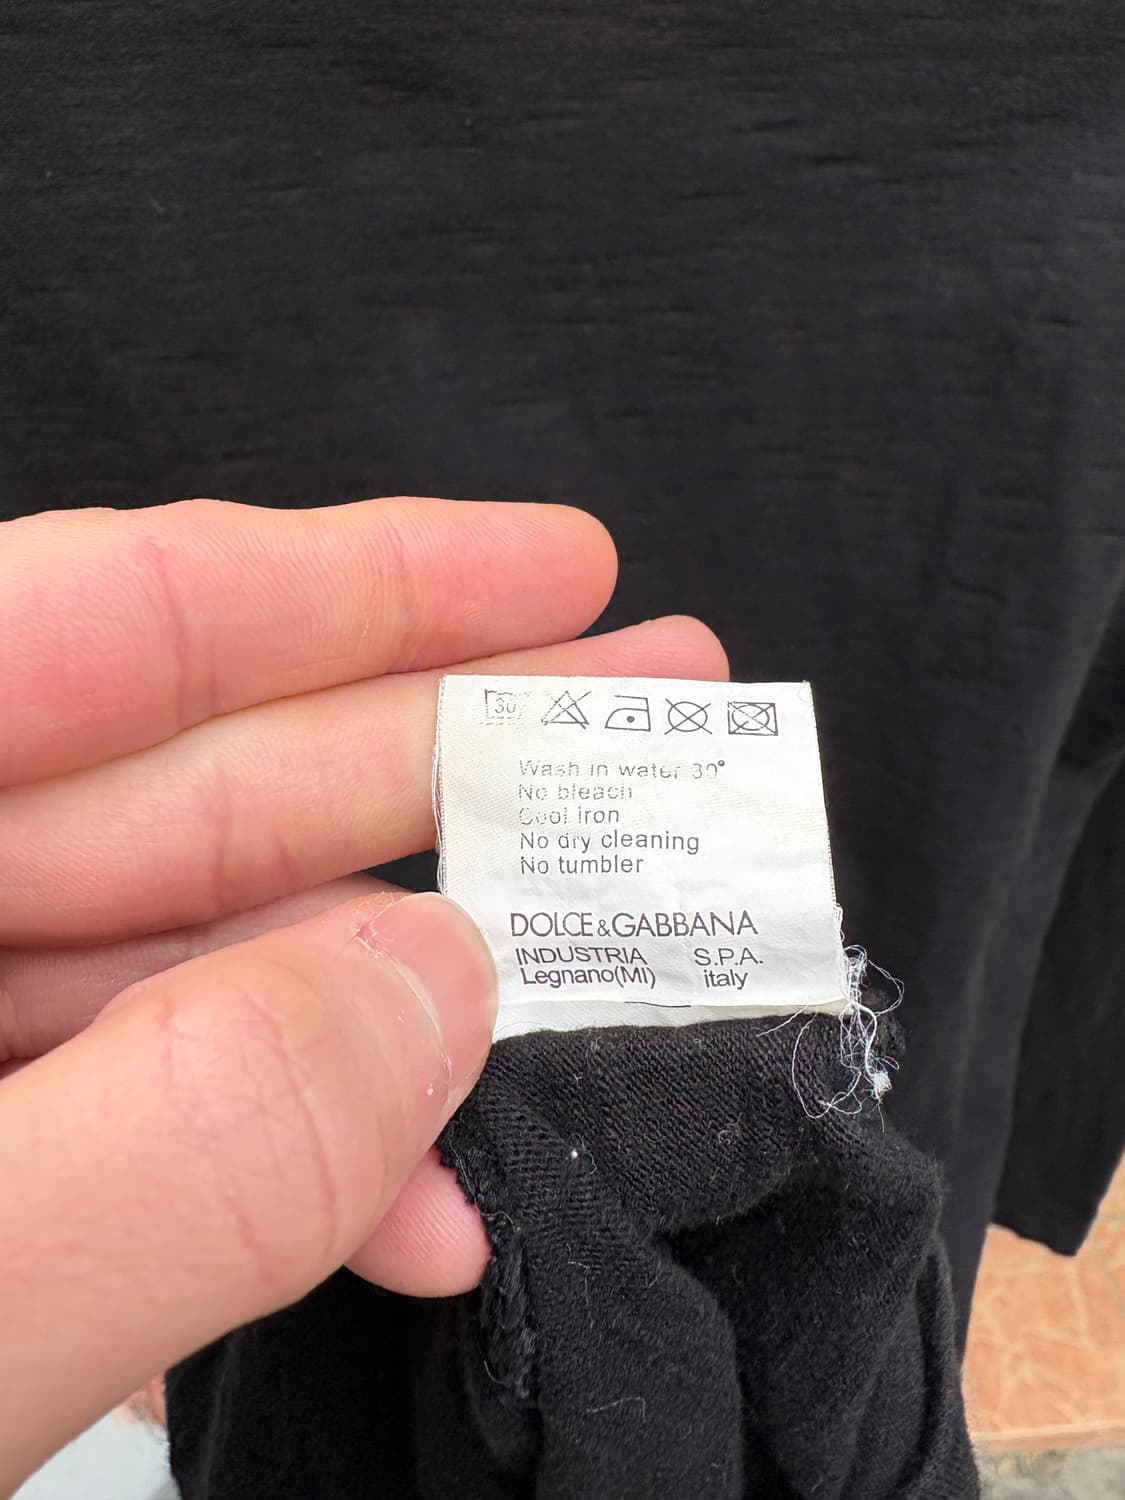 30
Wash in water 30°
No bleach
Cool iron
No dry cleaning
No tumbler
DOLCE&GABBANA
INDUSTRIA S.P.A.
Legnano(MI) italy